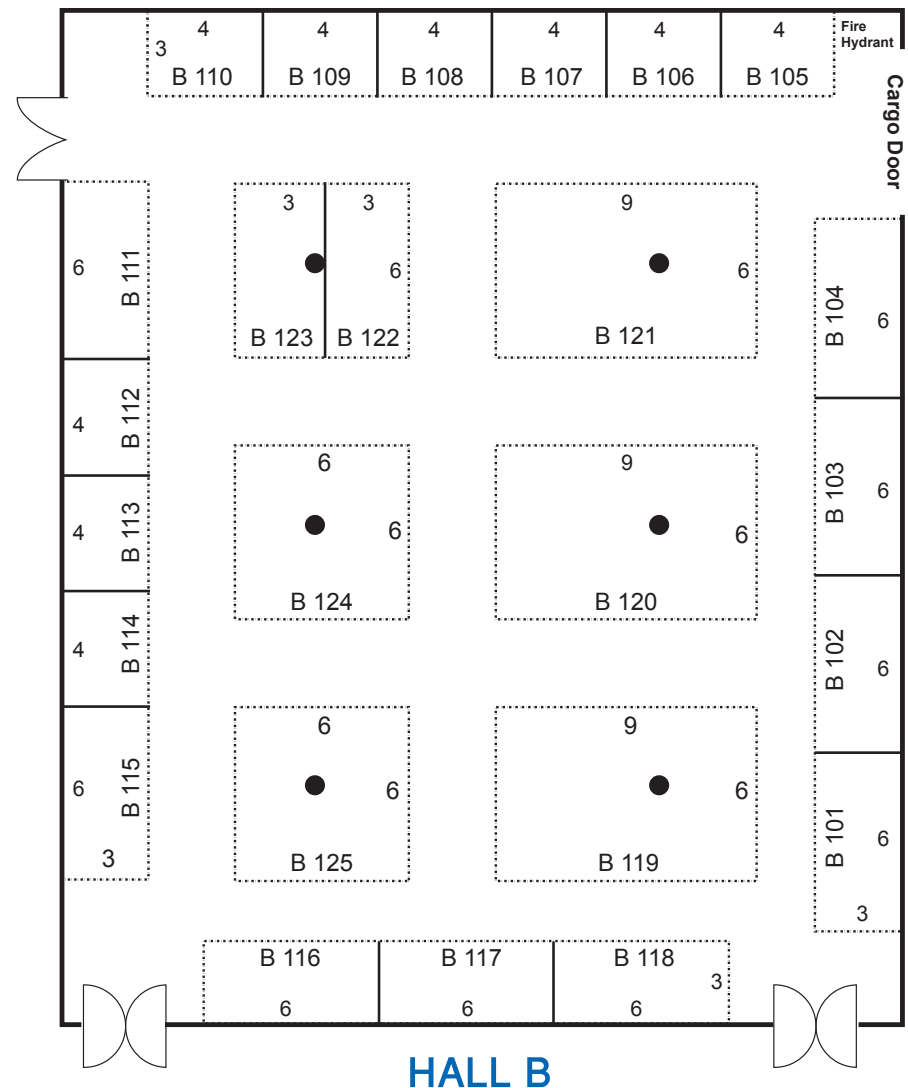 4 4 4 4 4 4 Fire
3 Hydrant
B 110 B 109 B 108 B 107 B 106 B 105
Cargo Door
3 3 9
6 B 111 6 6
B 123 B 122 B 121
B 104 6
4 B 112
6 9
B 103 6
4 B 113 6 6
B 124 B 120
4 B 114
B 102 6
6 9
6 B 115 6 6
B 101 6
3 B 125 B 119
3
B 116 B 117 B 118
3
6 6 6
HALL B